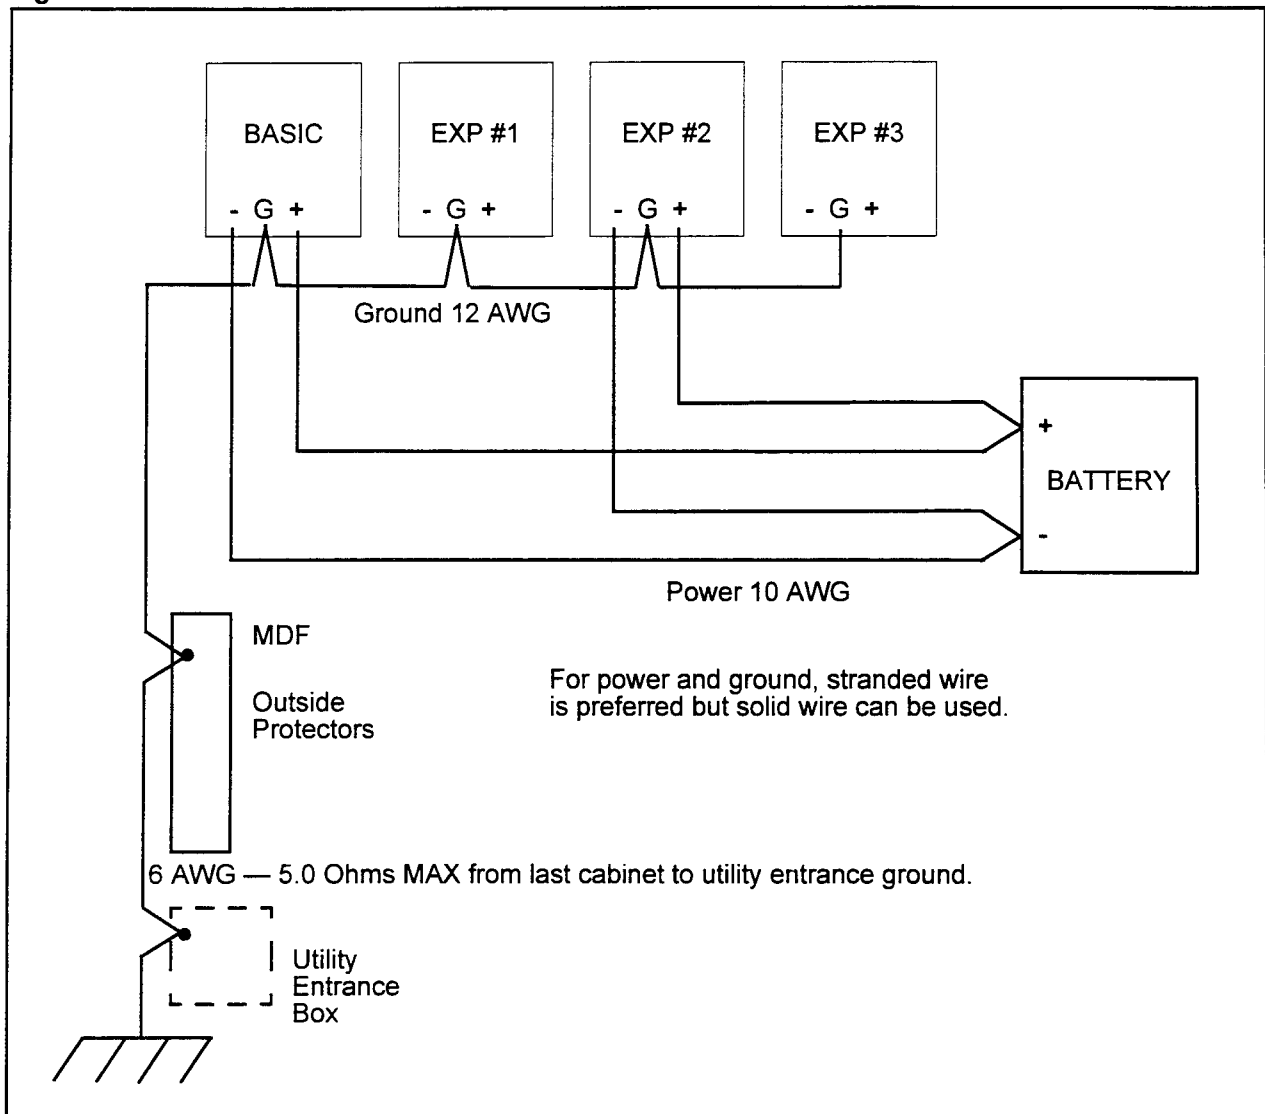 BASIC
EXP #1
EXP #2
EXP #3
- G +
- G +
- G +
- G +
Ground 12 AWG
+
BATTERY
-
Power 10 AWG
MDF
Outside
Protectors
For power and ground, stranded wire
is preferred but solid wire can be used.
6 AWG — 5.0 Ohms MAX from last cabinet to utility entrance ground.
Utility
Entrance
Box